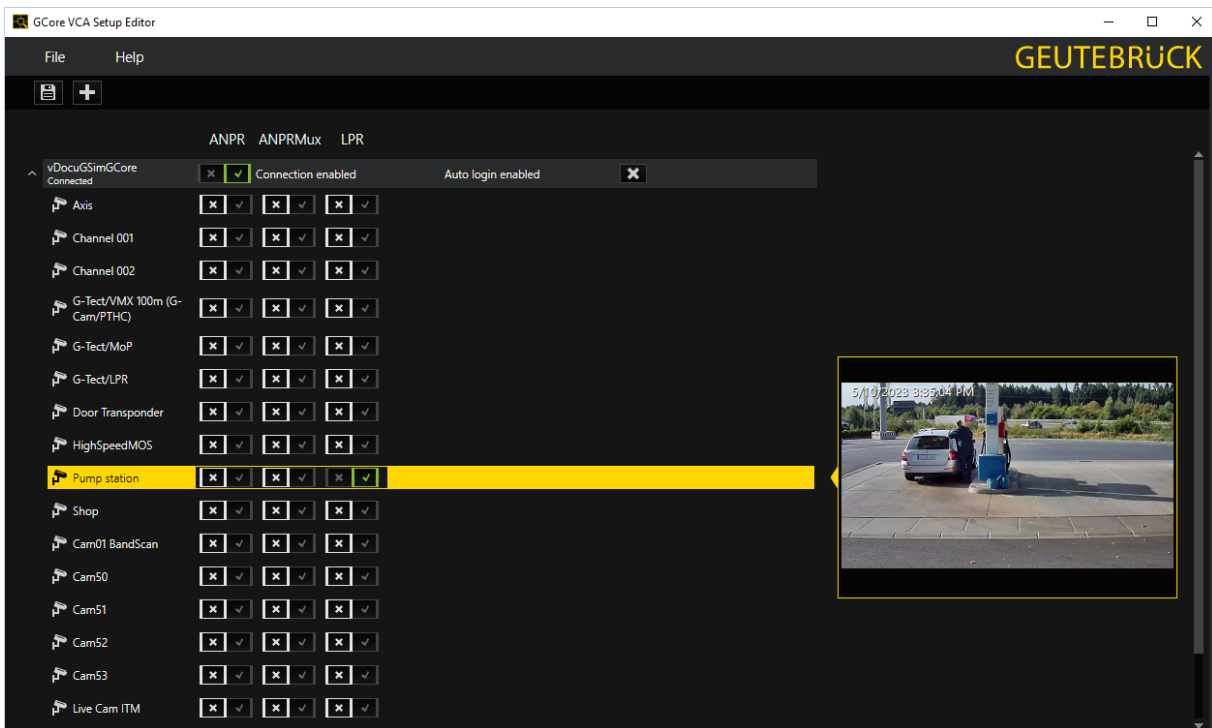 GCore VCA Setup Editor
File Help
GEUTEBRÜCK
ANPR ANPRMux LPR
vDocuGSimGCore
Connected
Connection enabled Auto login enabled
Axis
Channel 001
Channel 002
G-Tect/VMX 100m (G-
Cam/PTHC)
G-Tect/MoP
G-Tect/LPR
Door Transponder
HighSpeedMOS
Pump station
Shop
Cam01 BandScan
Cam50
Cam51
Cam52
Cam53
Live Cam ITM
5/10/2023 3:35:04 PM